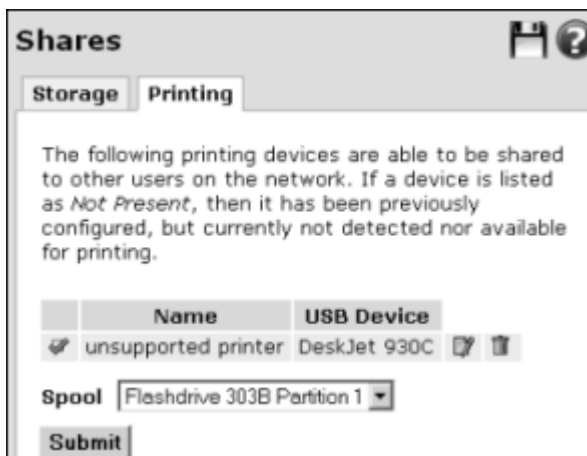 Shares
Storage Printing
The following printing devices are able to be shared
to other users on the network. If a device is listed
as Not Present, then it has been previously
configured, but currently not detected nor available
for printing.
Name USB Device
unsupported printer DeskJet 930C
Spool Flashdrive 303B Partition 1
Submit